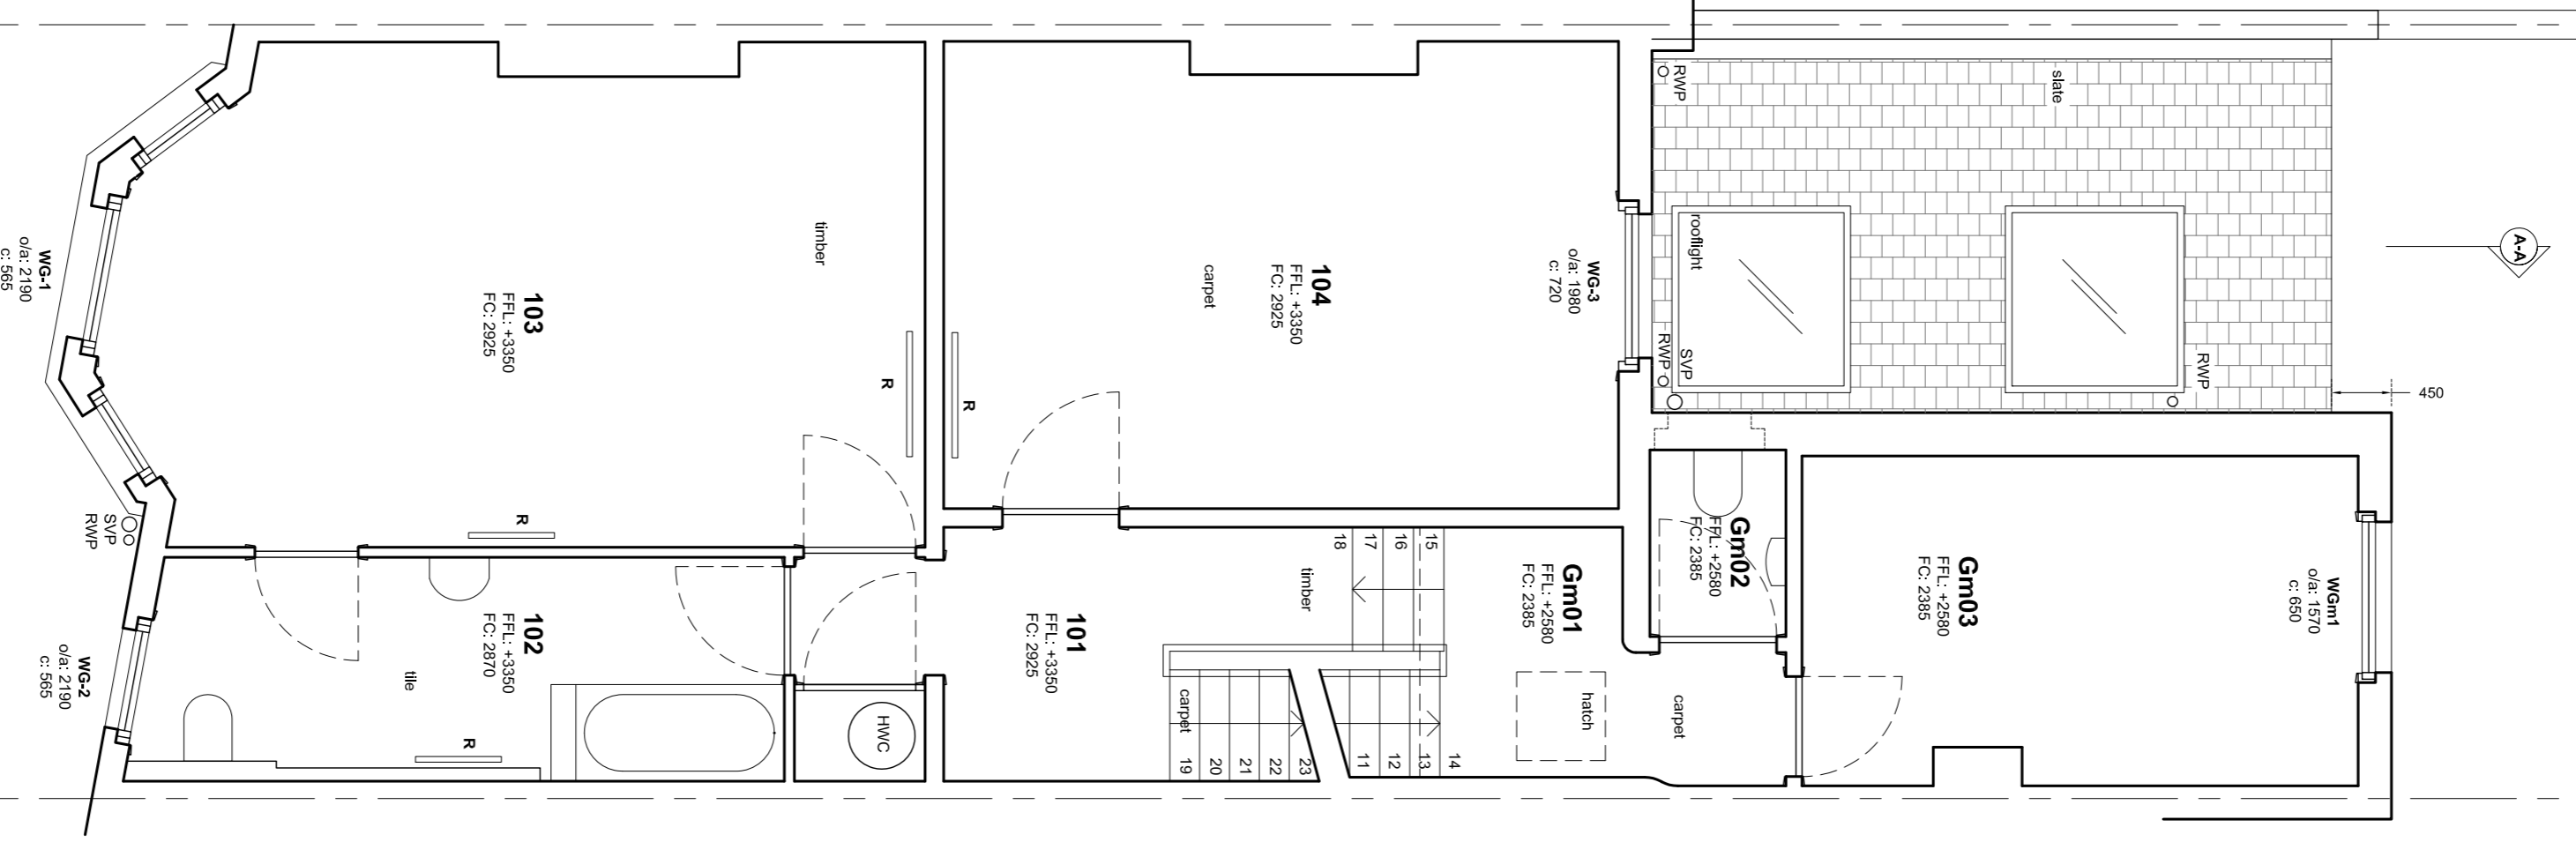 RWP
slate
A-A
rooflight
RWP
SVP
RWP
450
WG-3
o/a: 1980
c: 720
104
FFL: +3350
FC: 2925
carpet
R
timber
103
FFL: +3350
FC: 2925
R
R
WG-1
o/a: 2190
c: 565
SVP
RWP
WGm1
o/a: 1570
c: 650
Gm03
FFL: +2580
FC: 2385
Gm02
FFL: +2580
FC: 2385
Gm01
FFL: +2580
FC: 2385
hatch
carpet
15
16
17
18
timber
14
13
12
11
23
22
21
20
19
carpet
101
FFL: +3350
FC: 2925
HWC
102
FFL: +3350
FC: 2870
tile
R
WG-2
o/a: 2190
c: 565